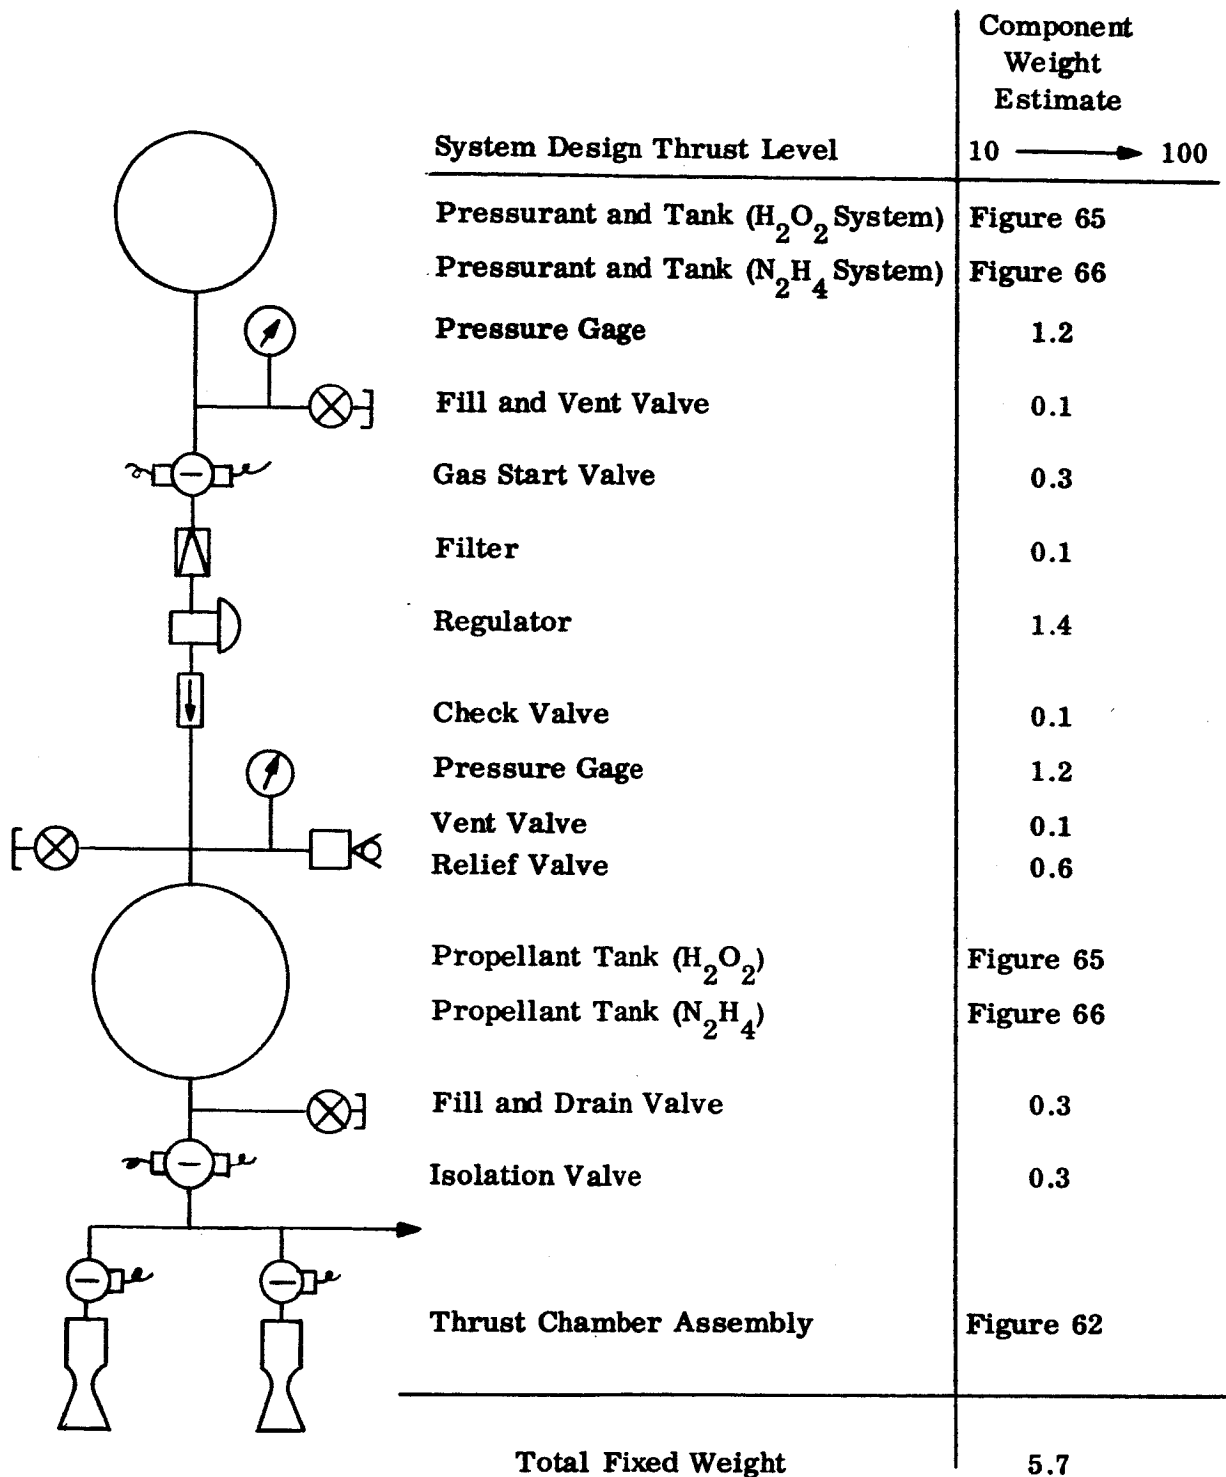 Component
Weight
Estimate
System Design Thrust Level 10 100
Pressurant and Tank (H2O2 System) Figure 65
Pressurant and Tank (N2H4 System) Figure 66
Pressure Gage 1.2
Fill and Vent Valve 0.1
Gas Start Valve 0.3
Filter 0.1
Regulator 1.4
Check Valve 0.1
Pressure Gage 1.2
Vent Valve 0.1
Relief Valve 0.6
Propellant Tank (H2O2) Figure 65
Propellant Tank (N2H4) Figure 66
Fill and Drain Valve 0.3
Isolation Valve 0.3
Thrust Chamber Assembly Figure 62
Total Fixed Weight 5.7